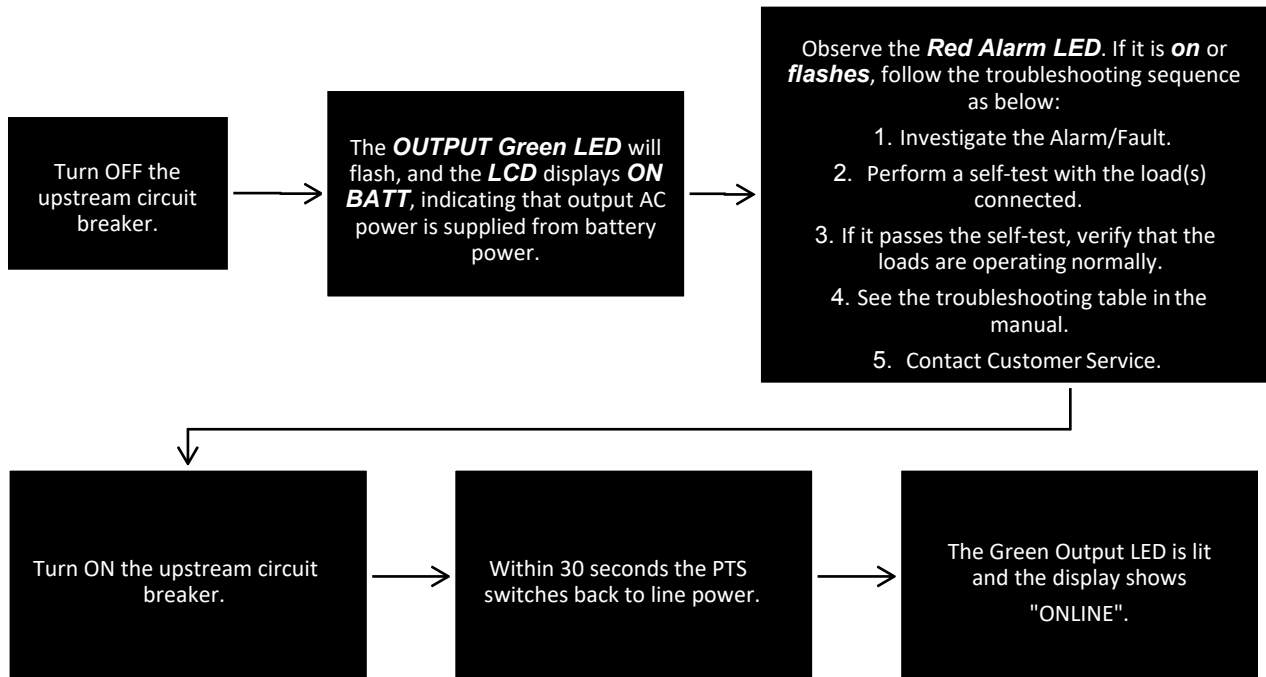 Turn OFF the
upstream circuit
breaker.
The OUTPUT Green LED will
flash, and the LCD displays ON
BATT, indicating that output AC
power is supplied from battery
power.
Observe the Red Alarm LED. If it is on or
flashes, follow the troubleshooting sequence
as below:
1. Investigate the Alarm/Fault.
2. Perform a self-test with the load(s)
connected.
3. If it passes the self-test, verify that the
loads are operating normally.
4. See the troubleshooting table in the
manual.
5. Contact Customer Service.
Turn ON the upstream circuit
breaker.
Within 30 seconds the PTS
switches back to line power.
The Green Output LED is lit
and the display shows
"ONLINE".